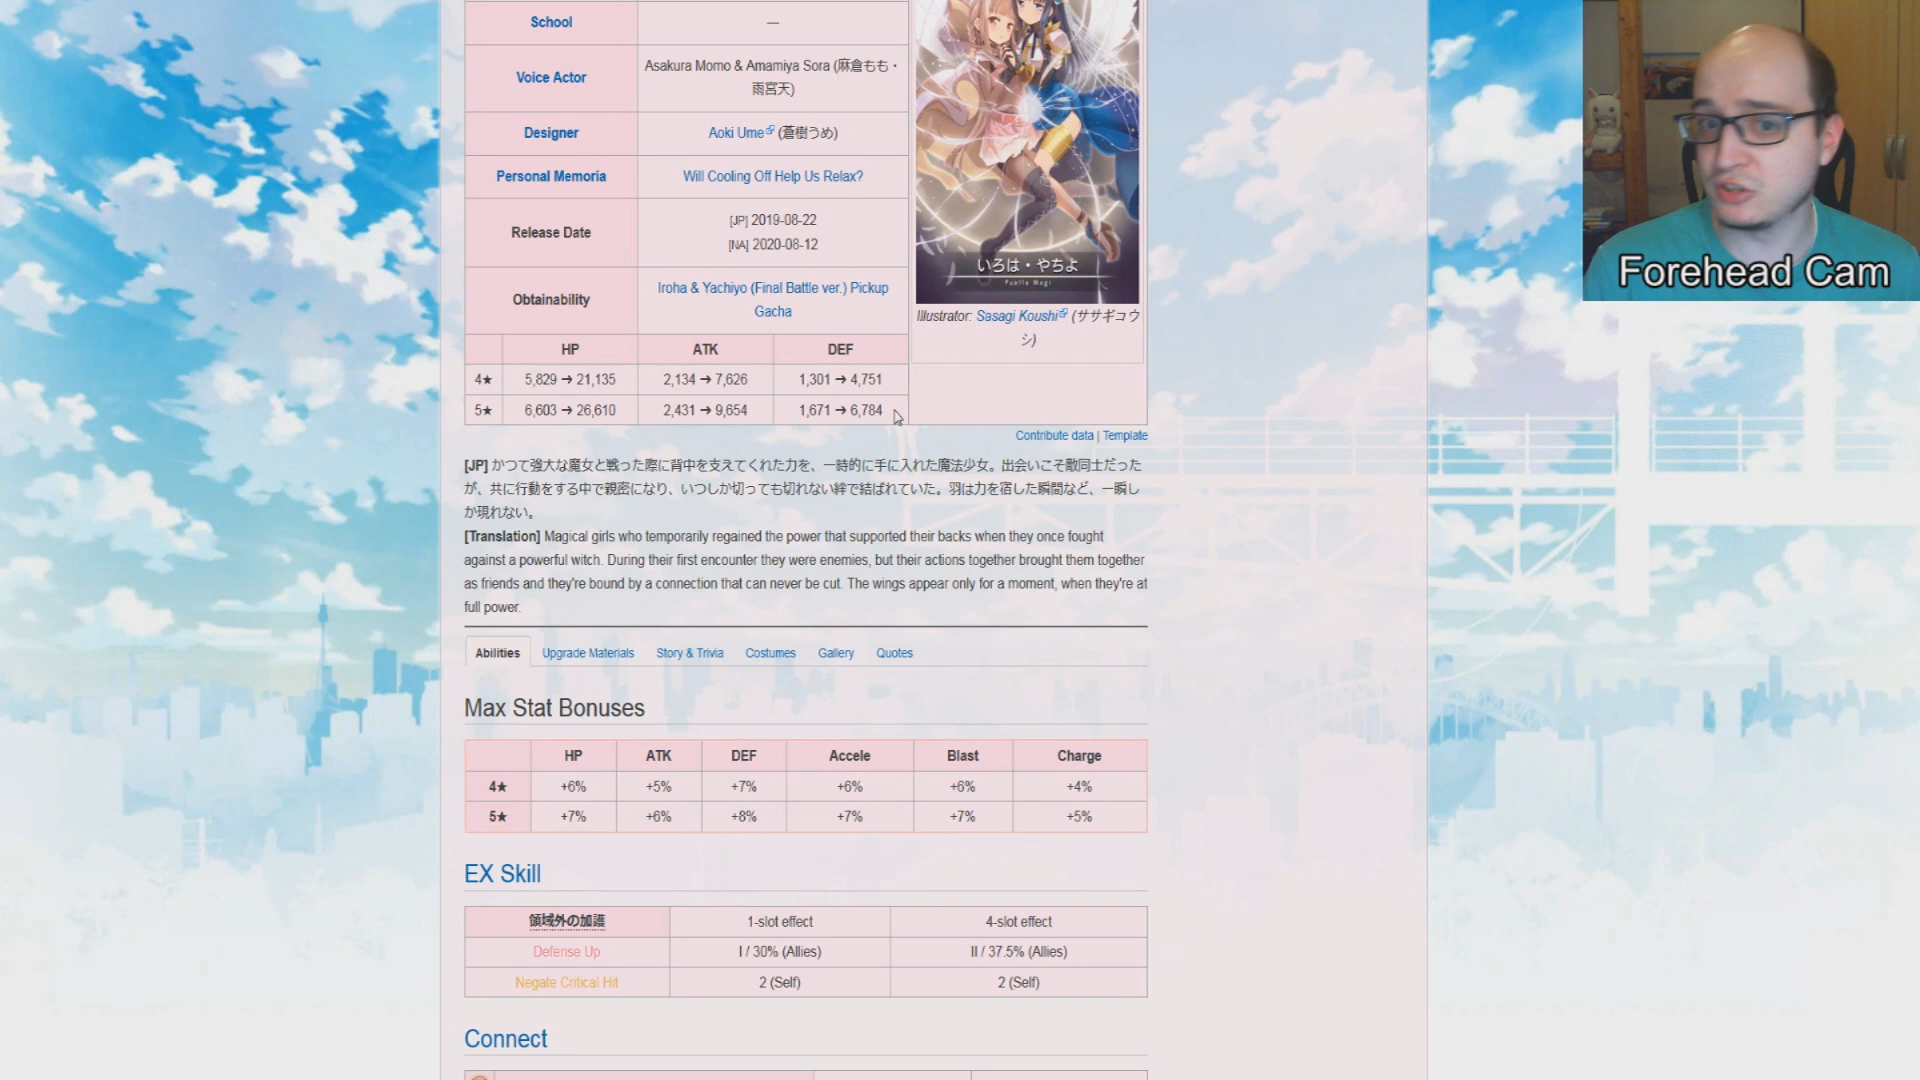 School
—
Voice Actor
Asakura Momo & Amamiya Sora (麻倉もも・
雨宮天)
Designer
Aoki Ume (蒼樹うめ)
Personal Memoria
Will Cooling Off Help Us Relax?
Release Date
[JP] 2019-08-22
[NA] 2020-08-12
Obtainability
Iroha & Yachiyo (Final Battle ver.) Pickup
Gacha
HP ATK DEF
4★ 5,829 → 21,135 2,134 → 7,626 1,301 → 4,751
5★ 6,603 → 26,610 2,431 → 9,654 1,671 → 6,784
いろは・やちよ
Puella Magi
Illustrator: Sasagi Koushi (ササギコウ
シ)
Forehead Cam
Contribute data | Template
[JP] かつて強大な魔女と戦った際に背中を支えてくれた力を、一時的に手に入れた魔法少女。出会いこそ敵同士だった
が、共に行動をする中で親密になり、いつしか切っても切れない絆で結ばれていた。羽は力を宿した瞬間など、一瞬し
か現れない。
[Translation] Magical girls who temporarily regained the power that supported their backs when they once fought
against a powerful witch. During their first encounter they were enemies, but their actions together brought them together
as friends and they're bound by a connection that can never be cut. The wings appear only for a moment, when they're at
full power.
Abilities Upgrade Materials Story & Trivia Costumes Gallery Quotes
Max Stat Bonuses
HP ATK DEF Accele Blast Charge
4★ +6% +5% +7% +6% +6% +4%
5★ +7% +6% +8% +7% +7% +5%
EX Skill
領域外の加護 1-slot effect 4-slot effect
Defense Up I / 30% (Allies) II / 37.5% (Allies)
Negate Critical Hit 2 (Self) 2 (Self)
Connect